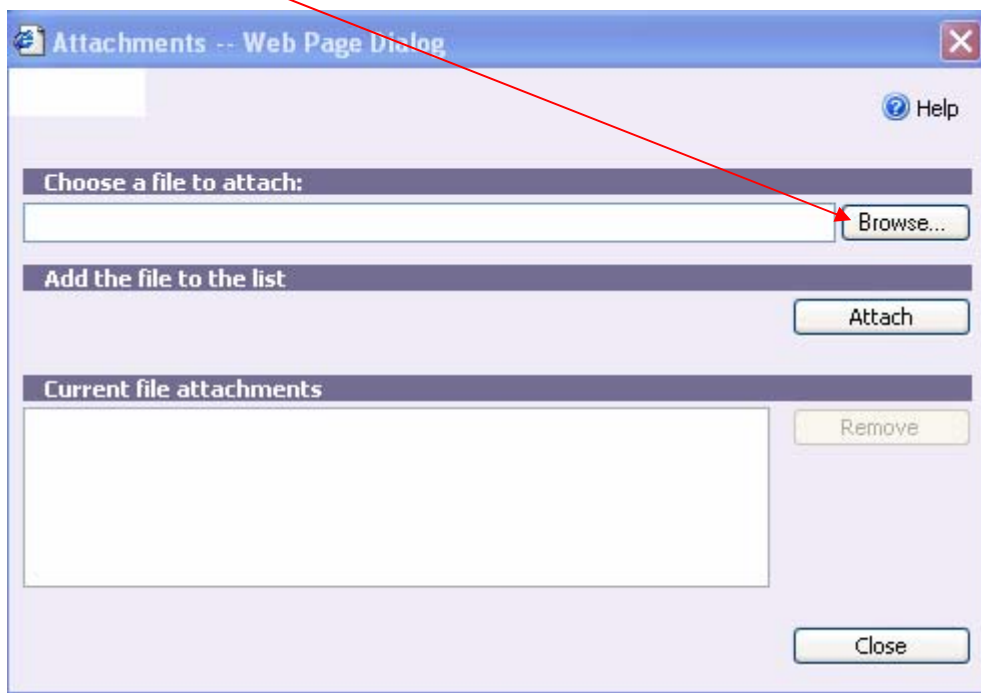 Attachments -- Web Page Dialog
Help
Choose a file to attach:
Browse...
Add the file to the list
Attach
Current file attachments
Remove
Close